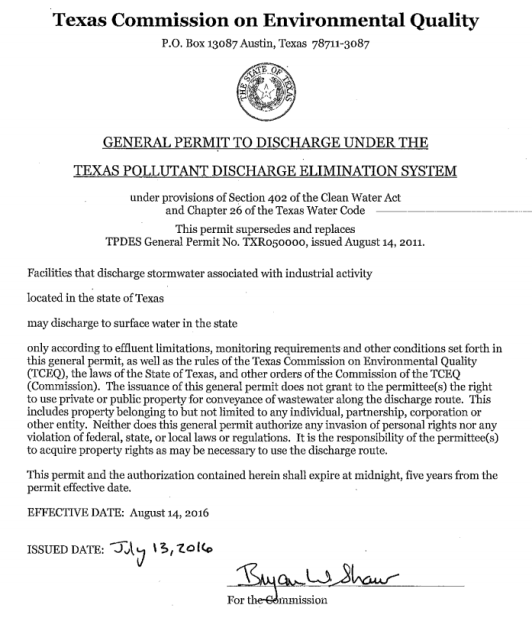 Texas Commission on Environmental Quality
P.O. Box 13087 Austin, Texas 78711-3087
THE STATE OF TEXAS
GENERAL PERMIT TO DISCHARGE UNDER THE
TEXAS POLLUTANT DISCHARGE ELIMINATION SYSTEM
under provisions of Section 402 of the Clean Water Act
and Chapter 26 of the Texas Water Code
This permit supersedes and replaces
TPDES General Permit No. TXR050000, issued August 14, 2011.
Facilities that discharge stormwater associated with industrial activity
located in the state of Texas
may discharge to surface water in the state
only according to effluent limitations, monitoring requirements and other conditions set forth in
this general permit, as well as the rules of the Texas Commission on Environmental Quality
(TCEQ), the laws of the State of Texas, and other orders of the Commission of the TCEQ
(Commission). The issuance of this general permit does not grant to the permittee(s) the right
to use private or public property for conveyance of wastewater along the discharge route. This
includes property belonging to but not limited to any individual, partnership, corporation or
other entity. Neither does this general permit authorize any invasion of personal rights nor any
violation of federal, state, or local laws or regulations. It is the responsibility of the permittee(s)
to acquire property rights as may be necessary to use the discharge route.
This permit and the authorization contained herein shall expire at midnight, five years from the
permit effective date.
EFFECTIVE DATE: August 14, 2016
ISSUED DATE: July 13, 2016
Bryan W Shaw
For the Commission